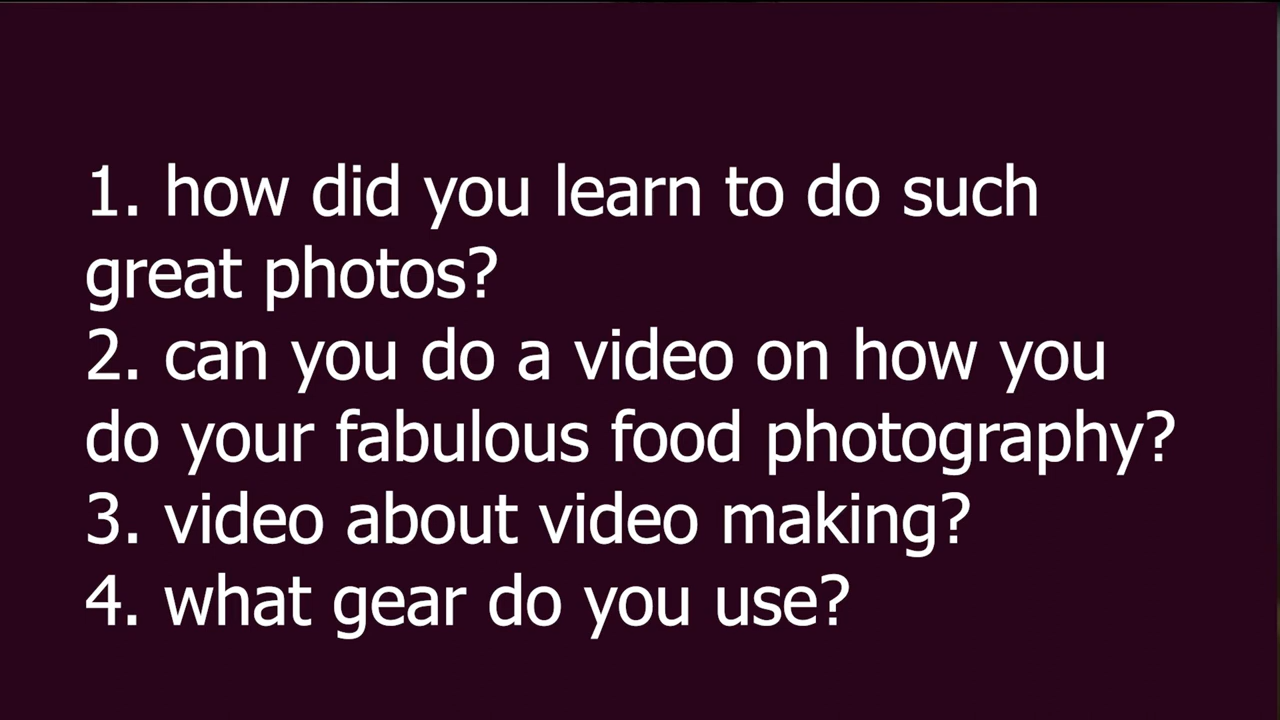 1. how did you learn to do such
great photos?
2. can you do a video on how you
do your fabulous food photography?
3. video about video making?
4. what gear do you use?